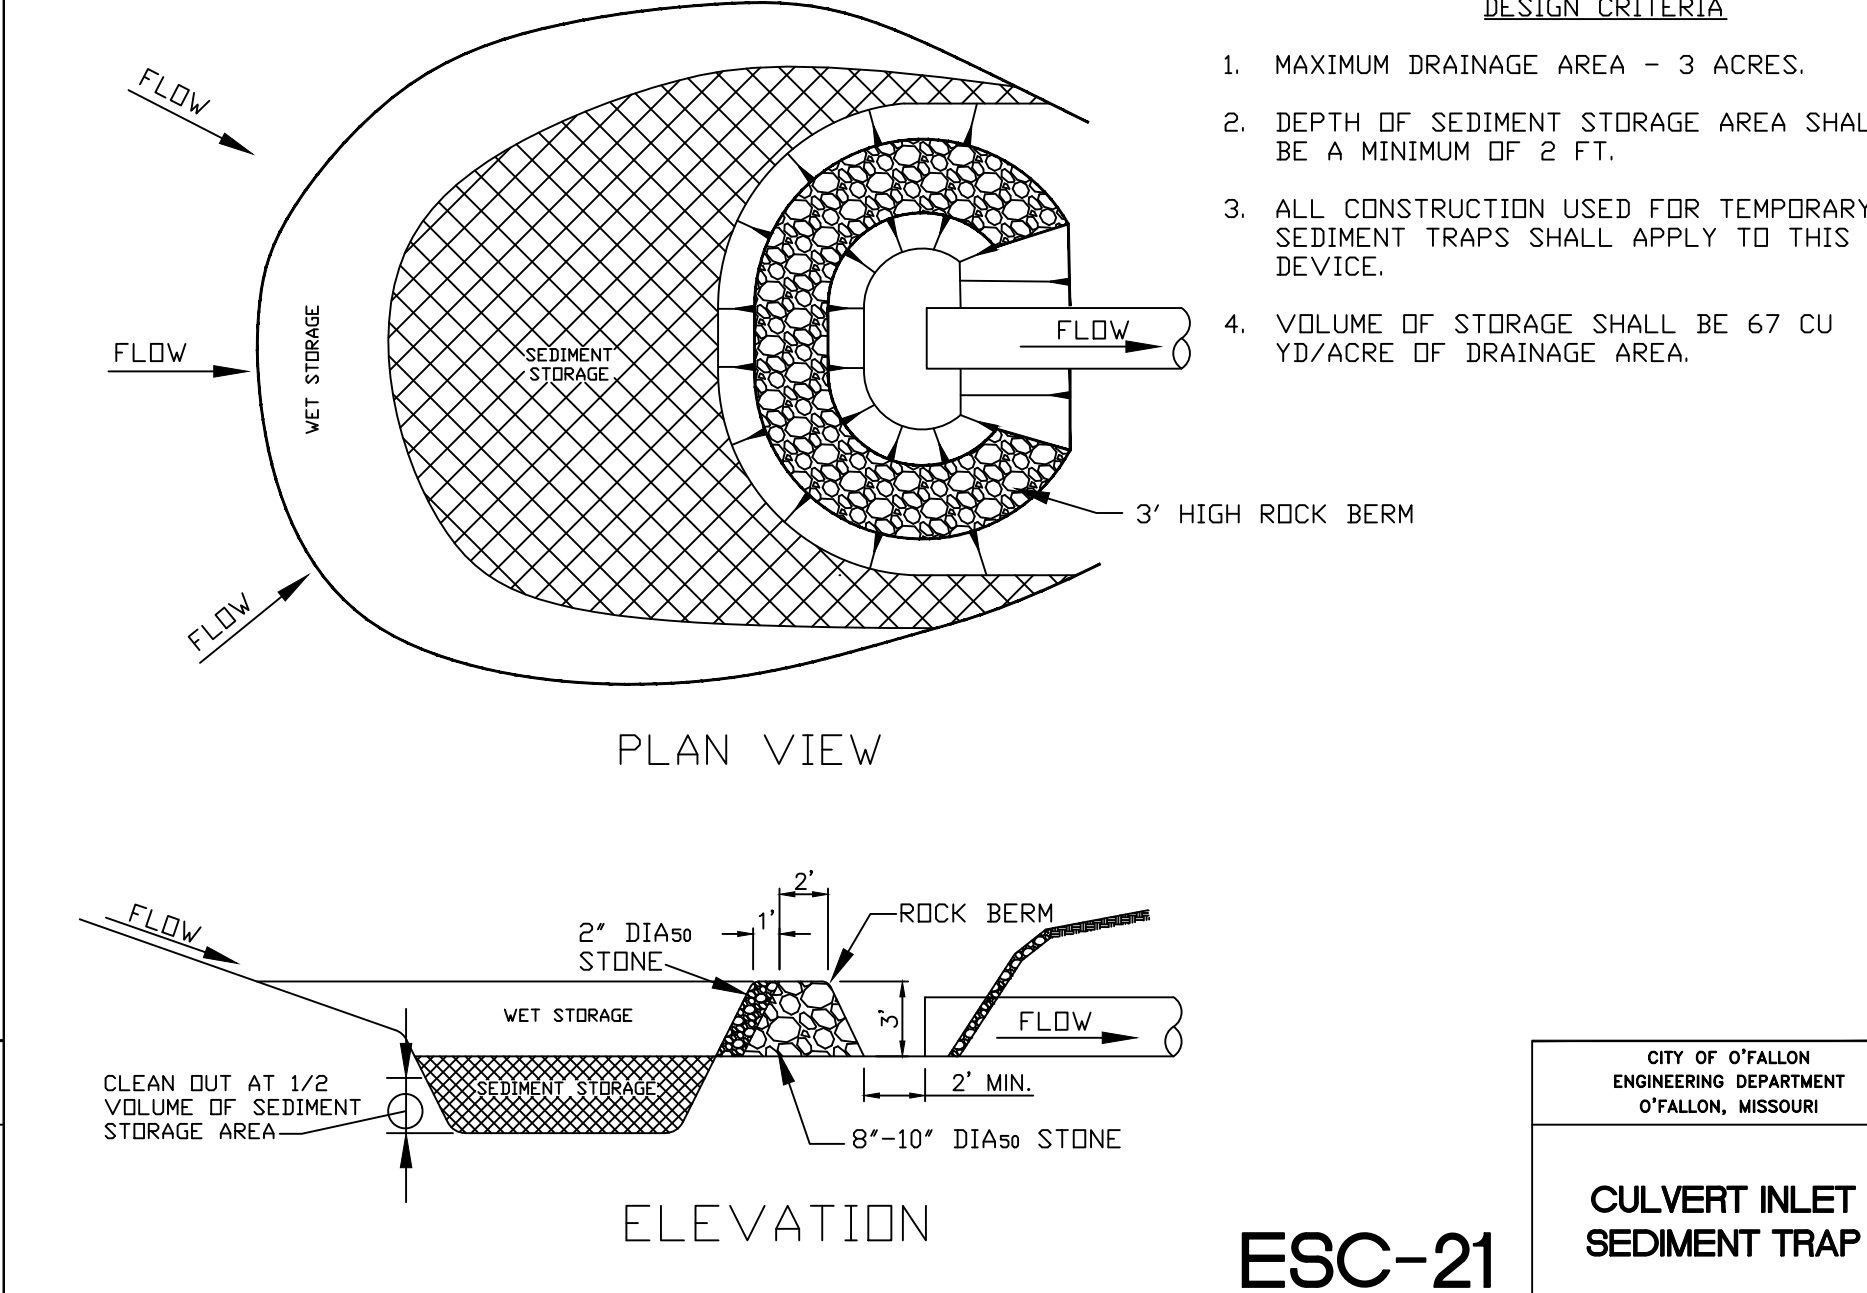 DESIGN CRITERIA
1. MAXIMUM DRAINAGE AREA - 3 ACRES.
2. DEPTH OF SEDIMENT STORAGE AREA SHAL
BE A MINIMUM OF 2 FT.
3. ALL CONSTRUCTION USED FOR TEMPORARY
SEDIMENT TRAPS SHALL APPLY TO THIS
DEVICE.
4. VOLUME OF STORAGE SHALL BE 67 CU
YD/ACRE OF DRAINAGE AREA.
FLOW
FLOW
FLOW
WET STORAGE
SEDIMENT
STORAGE
FLOW
3' HIGH ROCK BERM
PLAN VIEW
FLOW
2" DIA50
STONE
1'
2'
ROCK BERM
WET STORAGE
3'
FLOW
SEDIMENT STORAGE
2' MIN.
CLEAN OUT AT 1/2
VOLUME OF SEDIMENT
STORAGE AREA
8"-10" DIA50 STONE
ELEVATION
ESC-21
CITY OF O'FALLON
ENGINEERING DEPARTMENT
O'FALLON, MISSOURI
CULVERT INLET
SEDIMENT TRAP